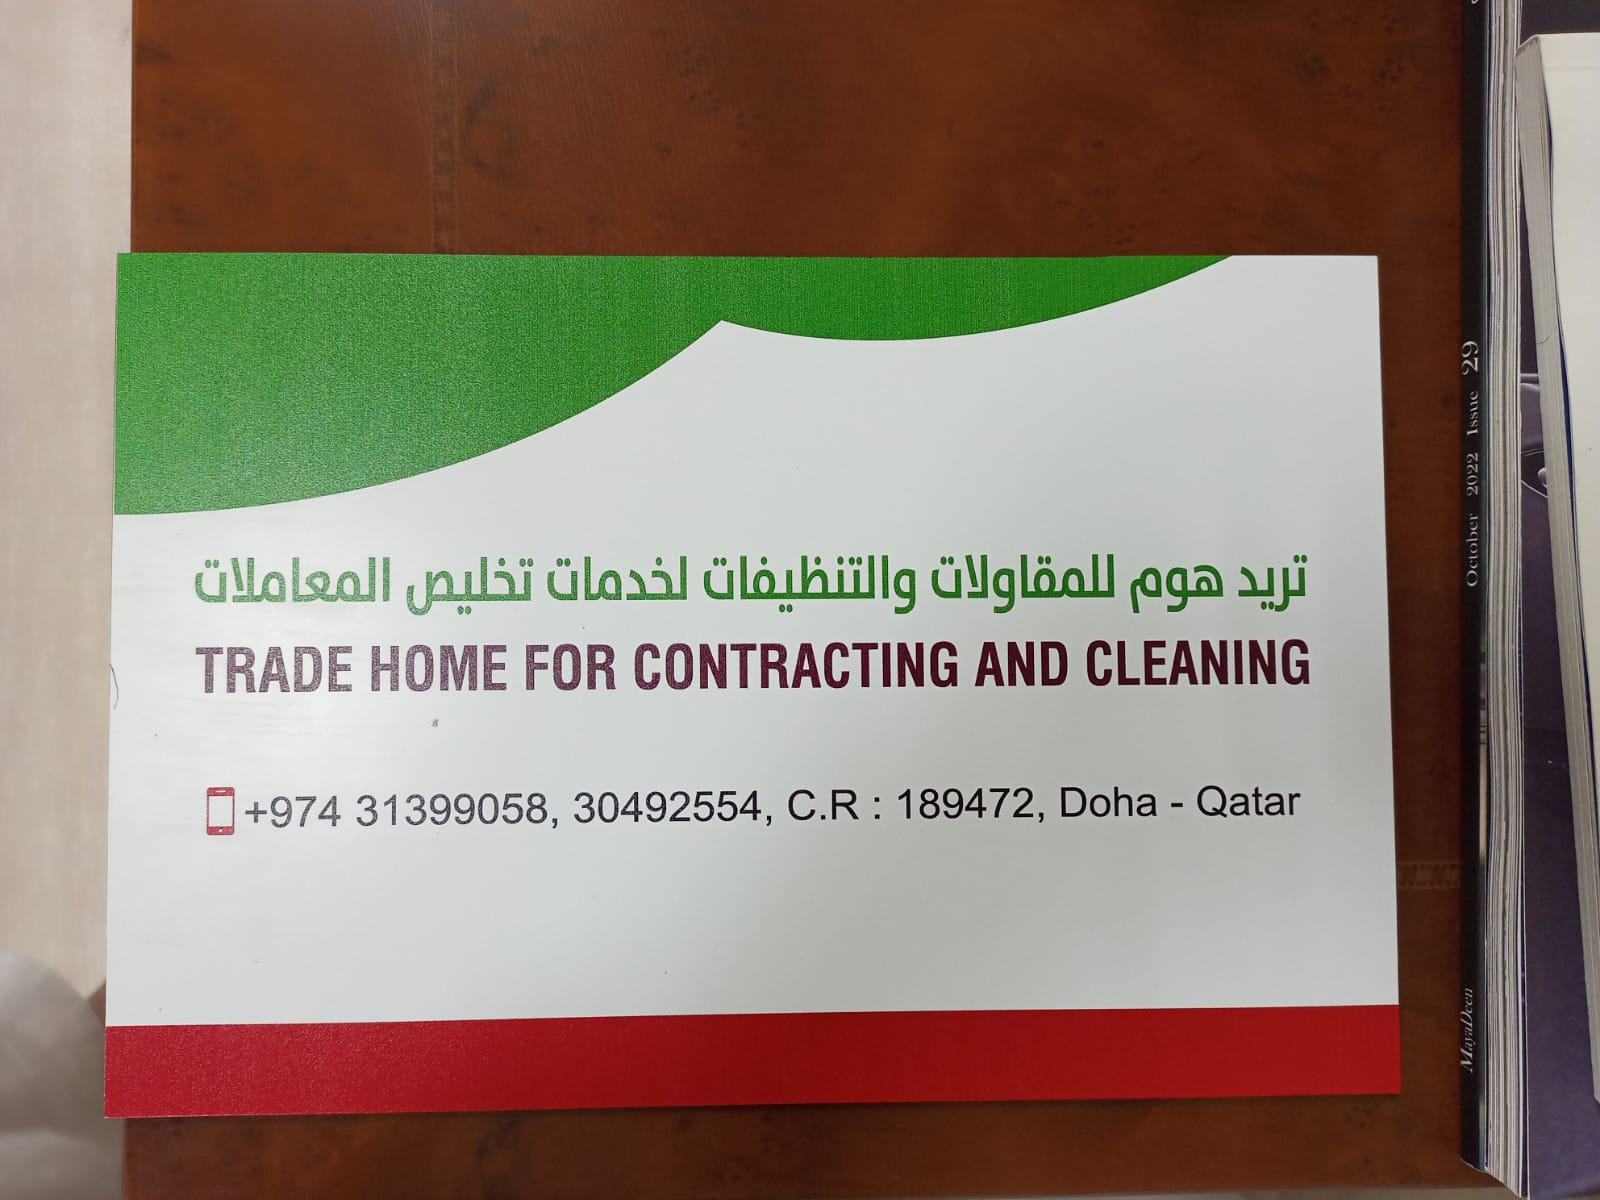 تريد هوم للمقاولات والتنظيفات لخدمات تخليص المعاملات
TRADE HOME FOR CONTRACTING AND CLEANING
+974 31399058, 30492554, C.R : 189472, Doha - Qatar
MayaDeen October 2022 Issue 29